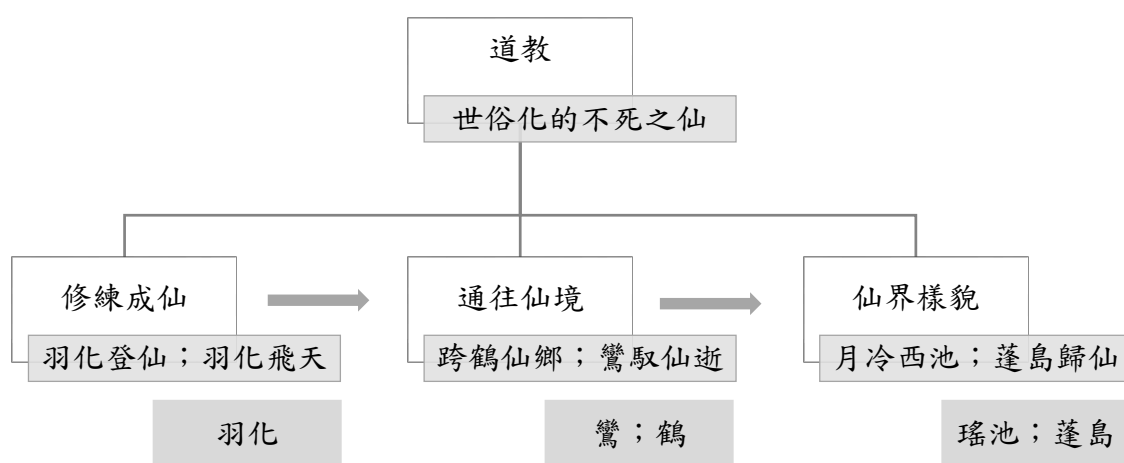 道教
世俗化的不死之仙
修練成仙
羽化登仙；羽化飛天
羽化
通往仙境
跨鶴仙鄉；鸞馭仙逝
鸞；鶴
仙界樣貌
月冷西池；蓬島歸仙
瑤池；蓬島